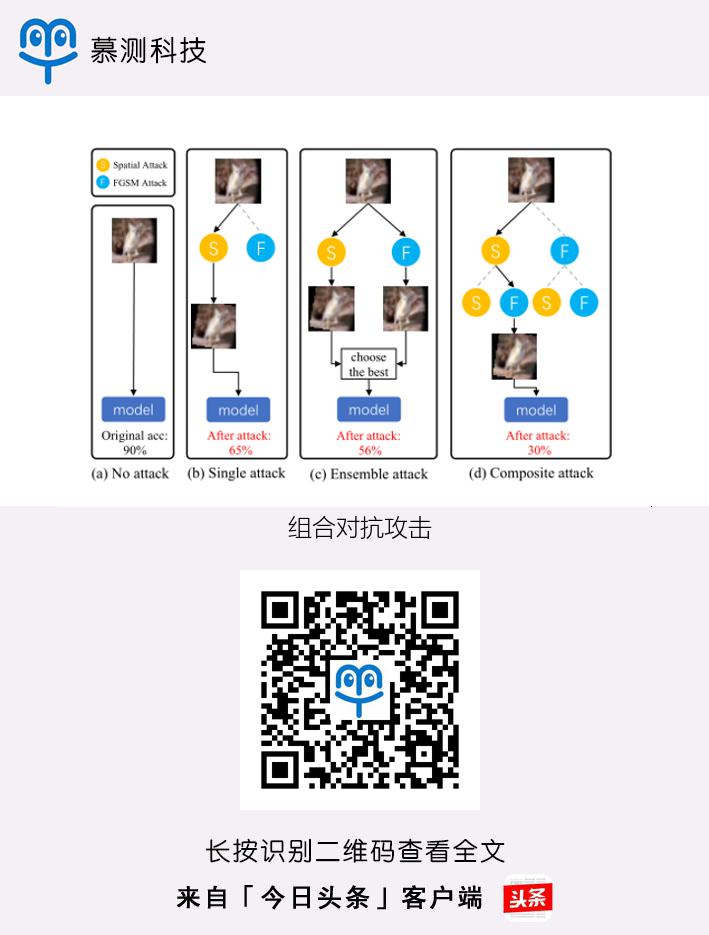 慕测科技
S Spatial Attack
F FGSM Attack
S F
S F
S F
S F S F
choose
the best
model
model
model
model
Original acc:
90%
After attack:
65%
After attack:
56%
After attack:
30%
(a) No attack
(b) Single attack
(c) Ensemble attack
(d) Composite attack
组合对抗攻击
长按识别二维码查看全文
来自「今日头条」客户端
头条